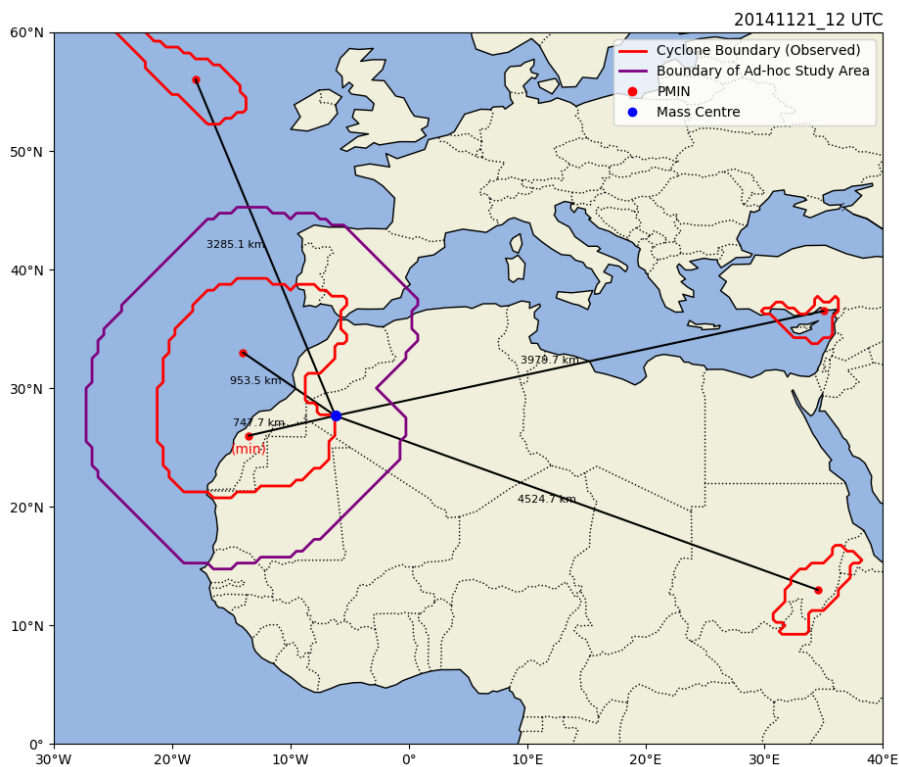 20141121_12 UTC
Cyclone Boundary (Observed)
Boundary of Ad-hoc Study Area
PMIN
Mass Centre
60°N
50°N
40°N
30°N
20°N
10°N
0°
3285.1 km
3979.7 km
953.5 km
747.7 km
(min)
4524.7 km
30°W 20°W 10°W 0° 10°E 20°E 30°E 40°E